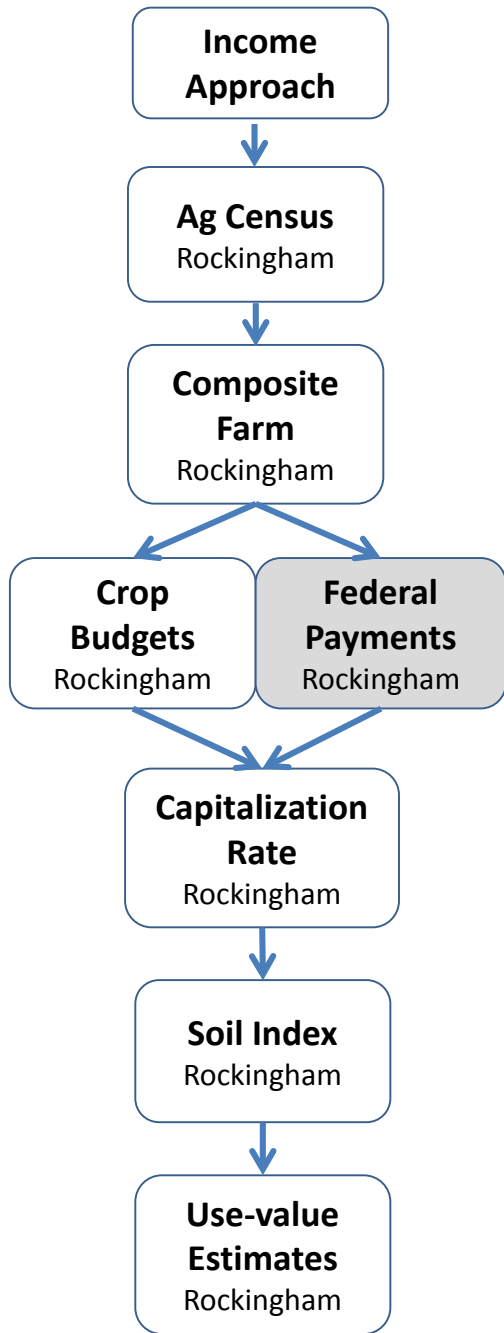 Income
Approach
Ag Census
Rockingham
Composite
Farm
Rockingham
Crop
Budgets
Rockingham
Federal
Payments
Rockingham
Capitalization
Rate
Rockingham
Soil Index
Rockingham
Use-value
Estimates
Rockingham